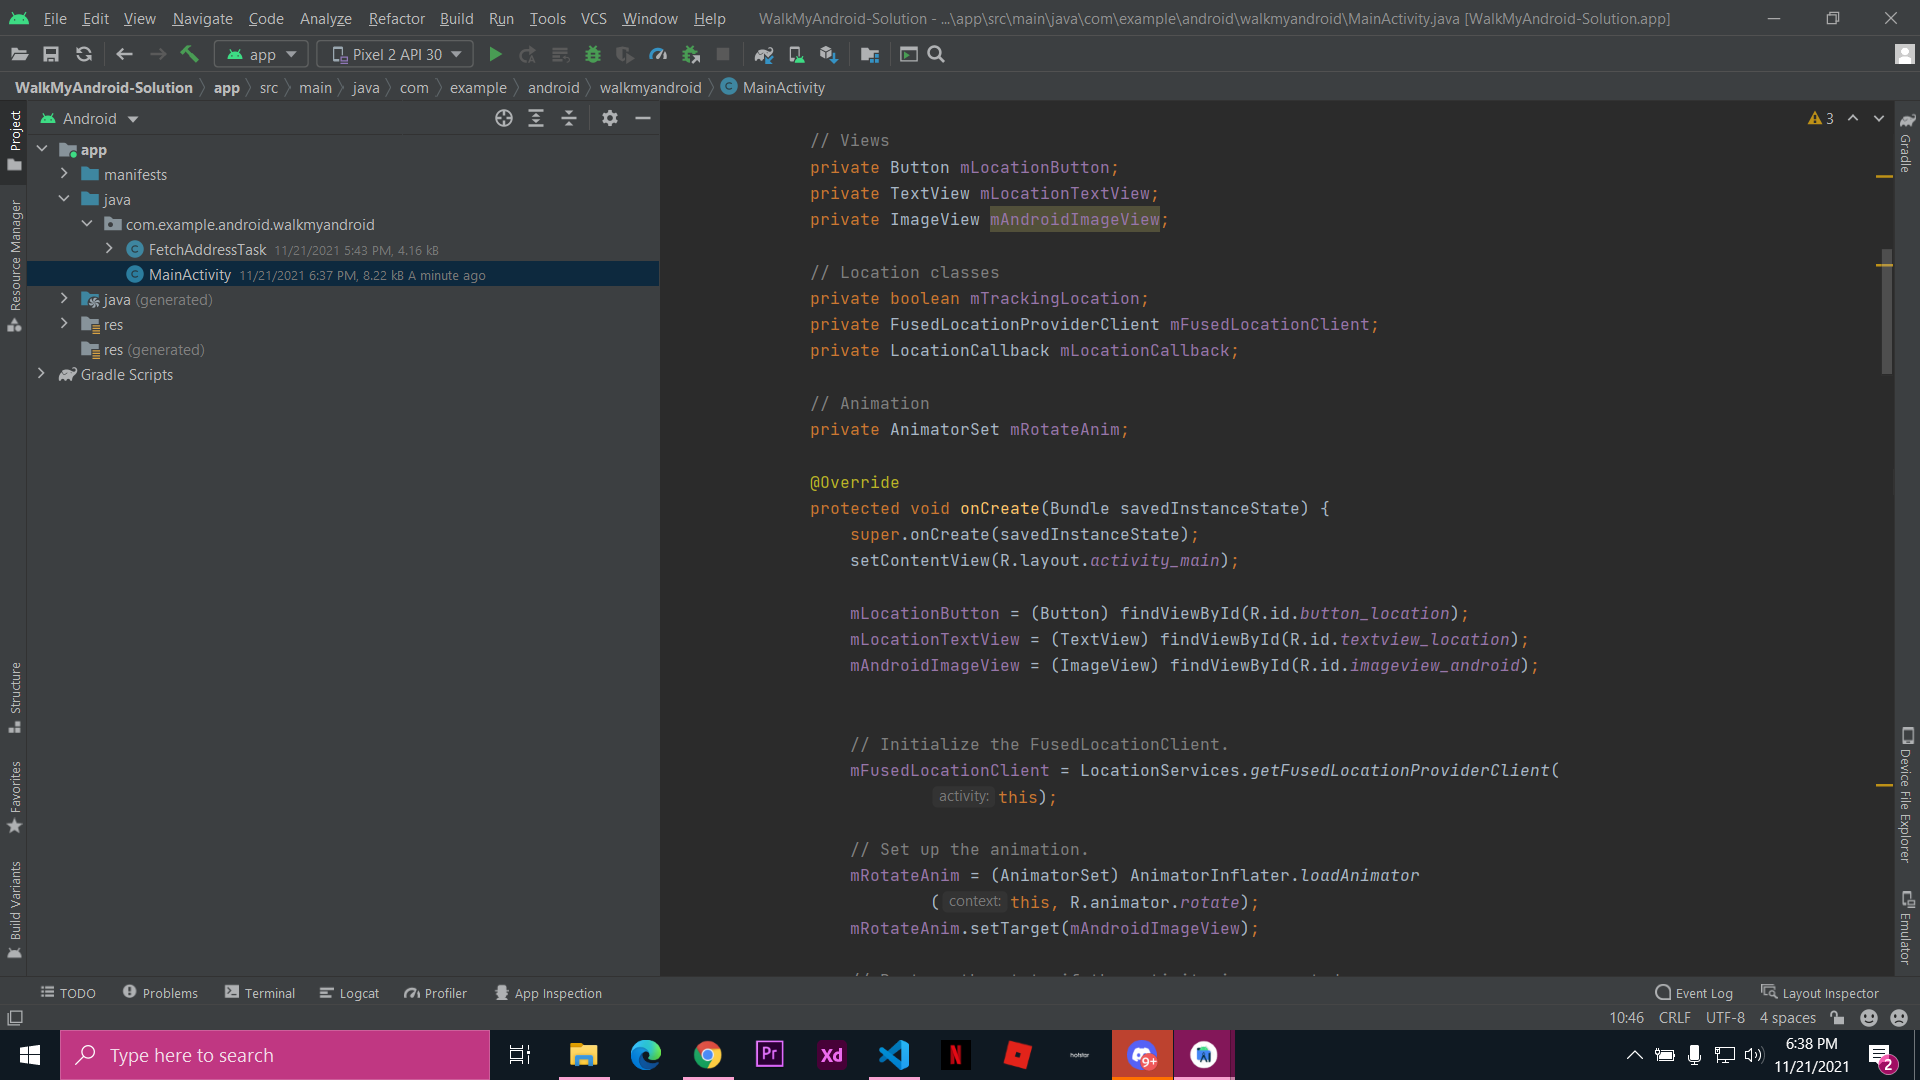 File Edit View Navigate Code Analyze Refactor Build Run Tools VCS Window Help WalkMyAndroid-Solution - ...\app\src\main\java\com\example\android\walkmyandroid\MainActivity.java [WalkMyAndroid-Solution.app]
app Pixel 2 API 30
WalkMyAndroid-Solution app src main java com example android walkmyandroid MainActivity
Project
Resource Manager
Structure
Favorites
Build Variants
Android
app
manifests
java
com.example.android.walkmyandroid
FetchAddressTask 11/21/2021 5:43 PM, 4.16 kB
MainActivity 11/21/2021 6:37 PM, 8.22 kB A minute ago
java (generated)
res
res (generated)
Gradle Scripts
3
// Views
private Button mLocationButton;
private TextView mLocationTextView;
private ImageView mAndroidImageView;
// Location classes
private boolean mTrackingLocation;
private FusedLocationProviderClient mFusedLocationClient;
private LocationCallback mLocationCallback;
// Animation
private AnimatorSet mRotateAnim;
@Override
protected void onCreate(Bundle savedInstanceState) {
super.onCreate(savedInstanceState);
setContentView(R.layout.activity_main);
mLocationButton = (Button) findViewById(R.id.button_location);
mLocationTextView = (TextView) findViewById(R.id.textview_location);
mAndroidImageView = (ImageView) findViewById(R.id.imageview_android);
// Initialize the FusedLocationClient.
mFusedLocationClient = LocationServices.getFusedLocationProviderClient(
activity: this);
// Set up the animation.
mRotateAnim = (AnimatorSet) AnimatorInflater.loadAnimator
( context: this, R.animator.rotate);
mRotateAnim.setTarget(mAndroidImageView);
Gradle
Device File Explorer
Emulator
TODO Problems Terminal Logcat Profiler App Inspection Event Log Layout Inspector
10:46 CRLF UTF-8 4 spaces
Type here to search
Pr
Xd
N
hotstar
9+
6:38 PM
11/21/2021
2